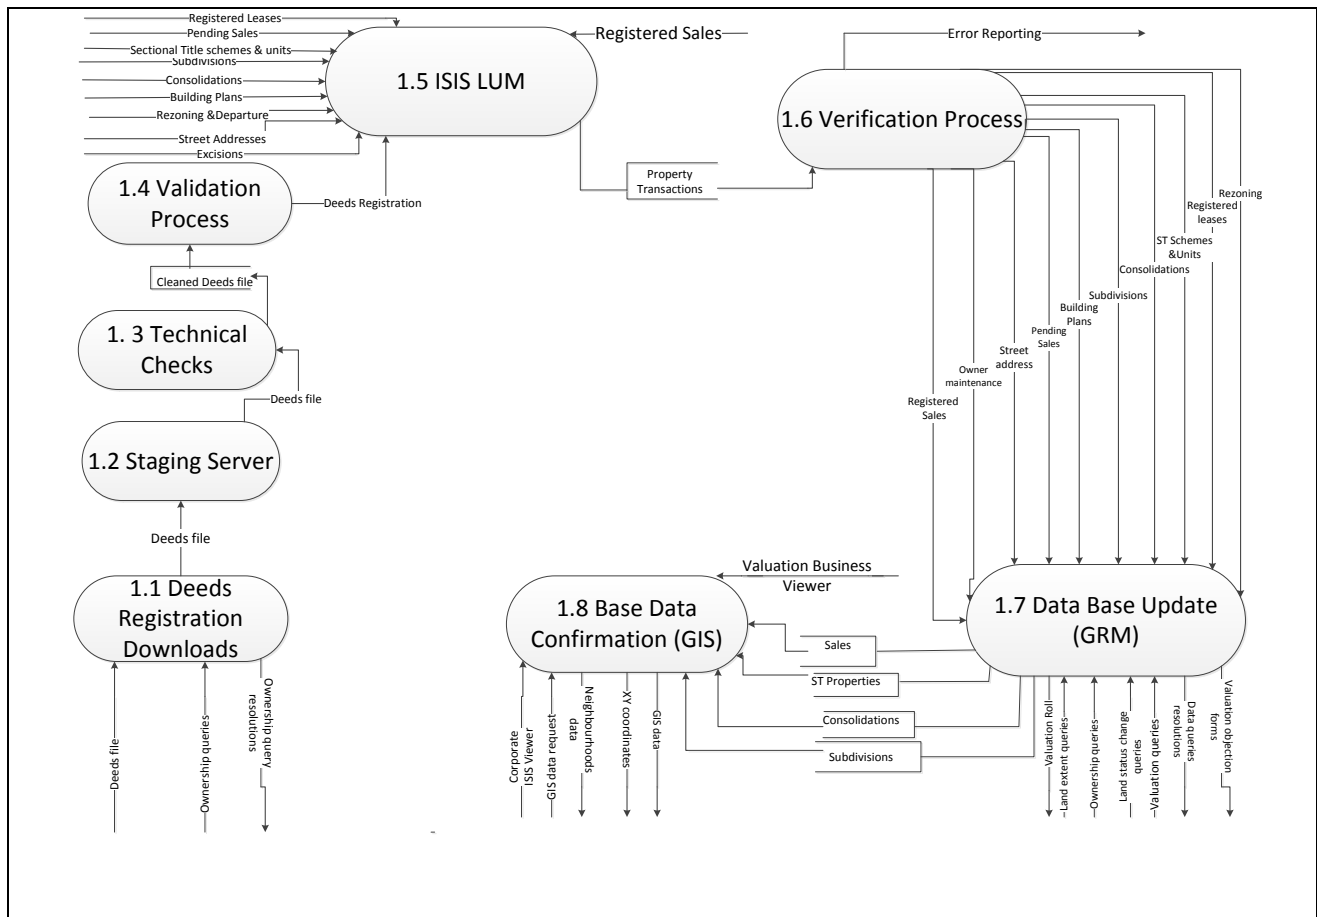 Registered Leases
Pending Sales
Sectional Title schemes & units
Subdivisions
Consolidations
Building Plans
Rezoning &Departure
Street Addresses
Excisions
1.5 ISIS LUM
Registered Sales
Error Reporting
1.6 Verification Process
Property
Transactions
1.4 Validation
Process
Deeds Registration
Cleaned Deeds file
1. 3 Technical
Checks
Deeds file
1.2 Staging Server
Deeds file
1.1 Deeds
Registration
Downloads
Deeds file
Ownership queries
Ownership query
resolutions
Rezoning
Registered
leases
ST Schemes
&Units
Consolidations
Subdivisions
Building
Plans
Pending
Sales
Street
address
Owner
maintenance
Registered
Sales
Valuation Business
Viewer
1.8 Base Data
Confirmation (GIS)
1.7 Data Base Update
(GRM)
Sales
ST Properties
Consolidations
Subdivisions
Corporate
ISIS Viewer
GIS data request
Neighbourhoods
data
XY coordinates
GIS data
Valuation Roll
Land extent queries
Ownership queries
Land status change
queries
Valuation queries
Data queries
resolutions
Valuation objection
forms